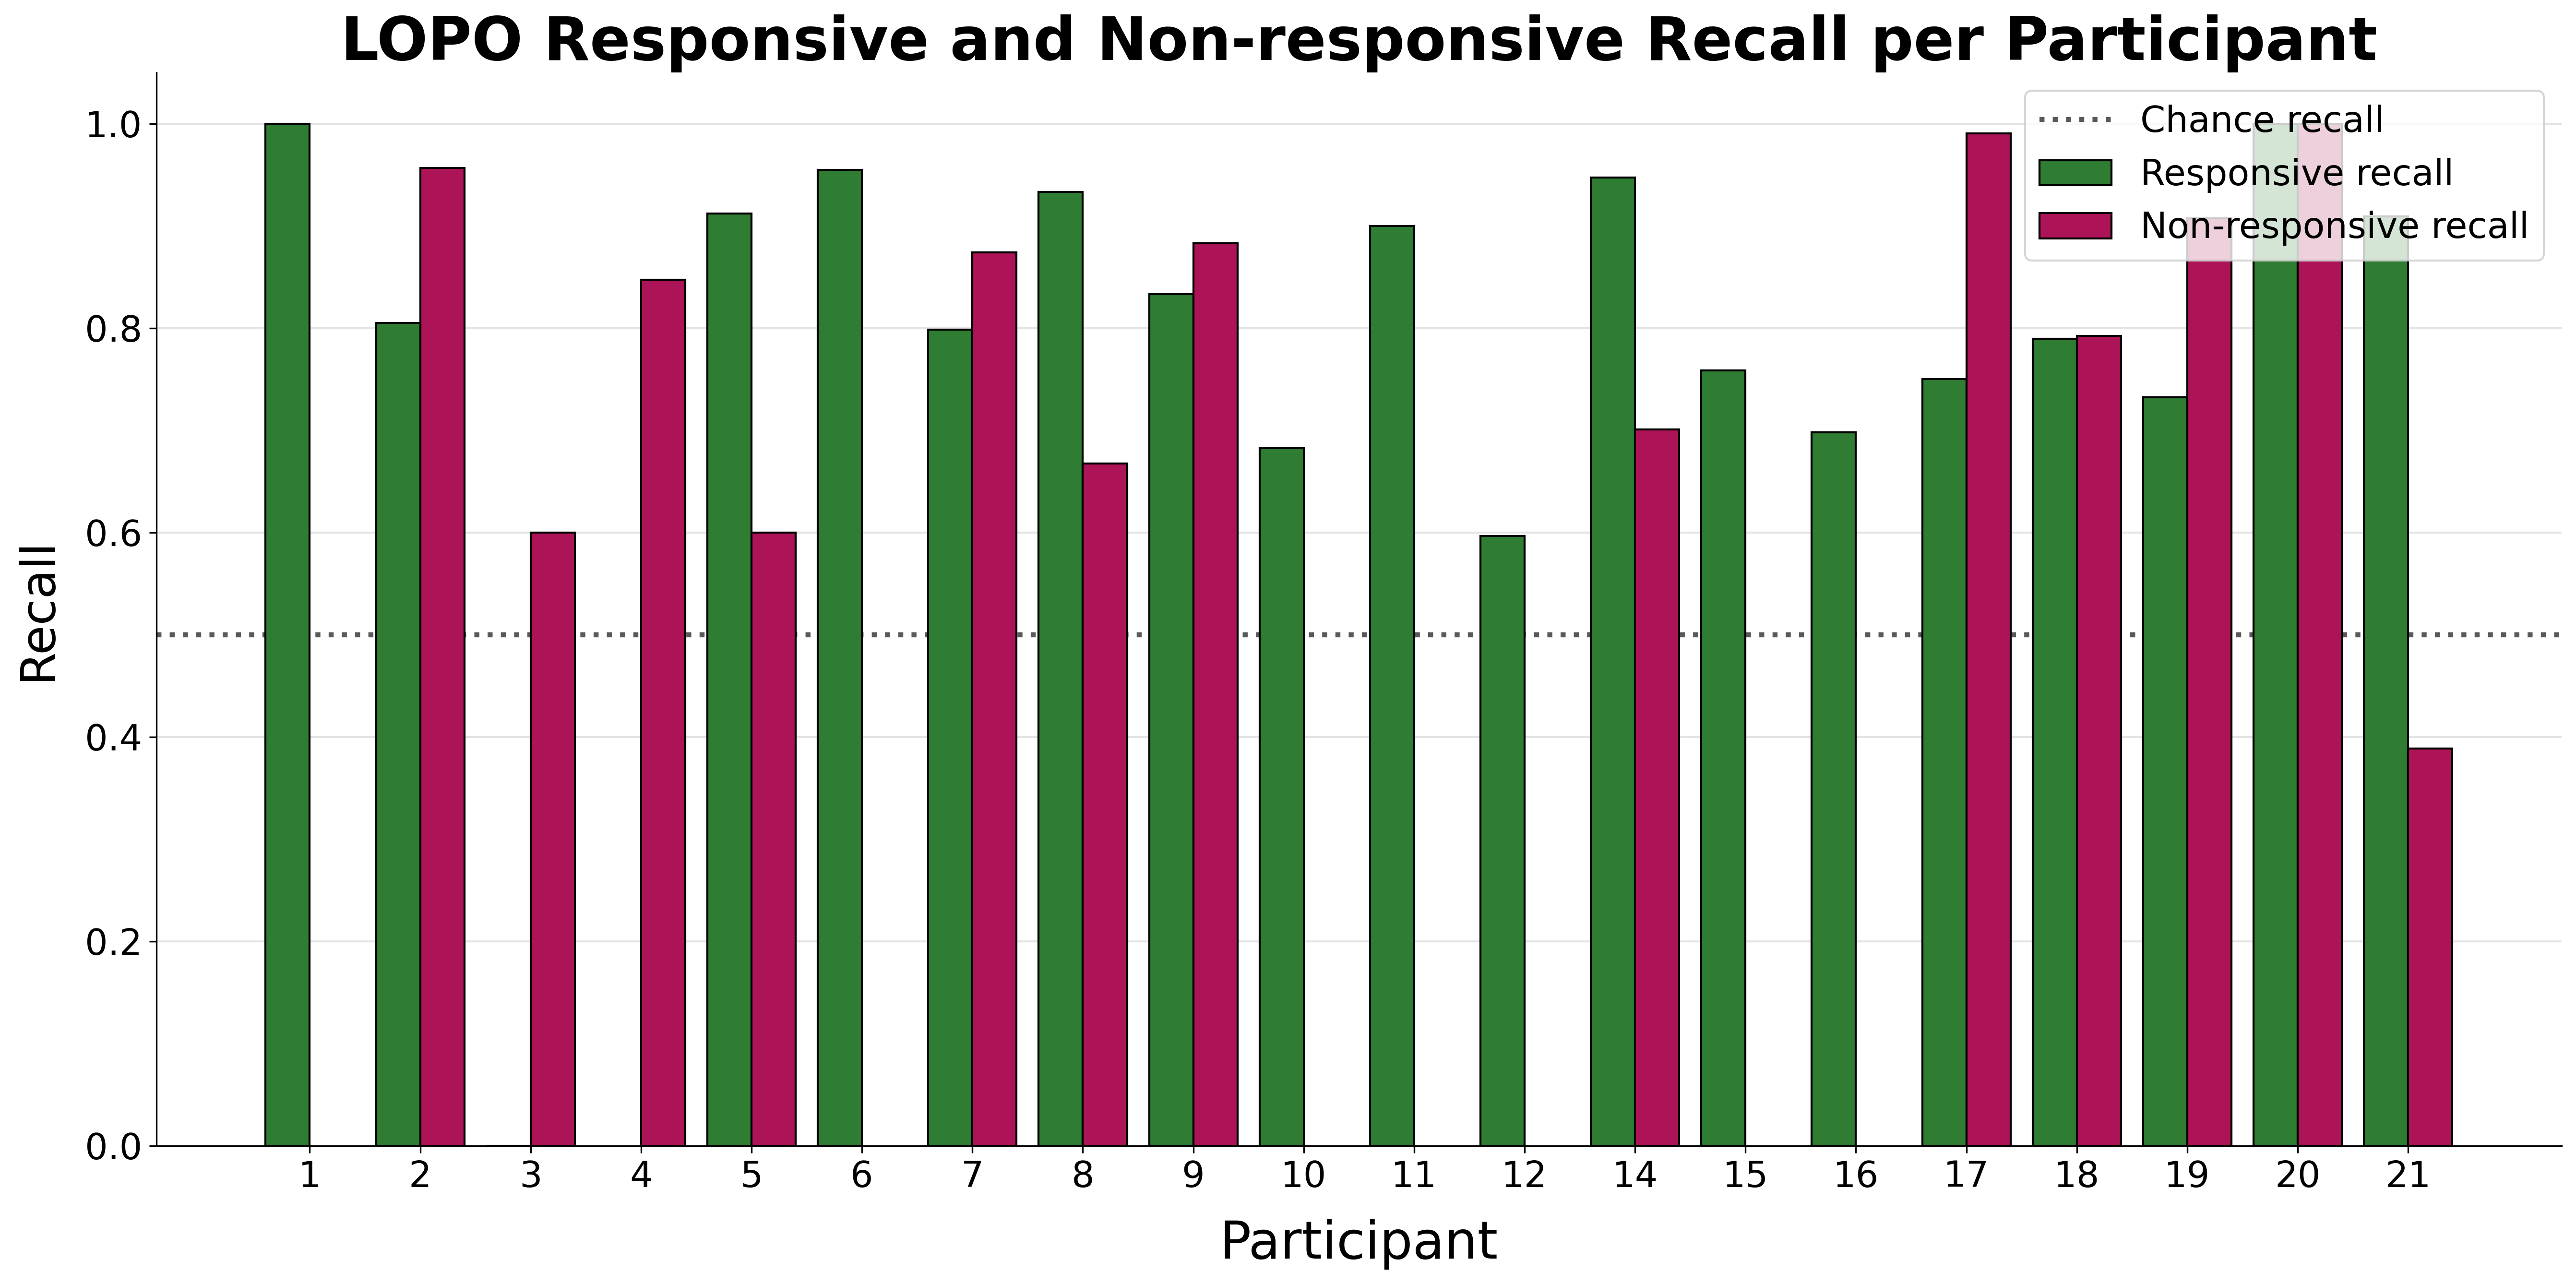 LOPO Responsive and Non-responsive Recall per Participant
Chance recall
Responsive recall
Non-responsive recall
Recall
1.0
0.8
0.6
0.4
0.2
0.0
1 2 3 4 5 6 7 8 9 10 11 12 14 15 16 17 18 19 20 21
Participant